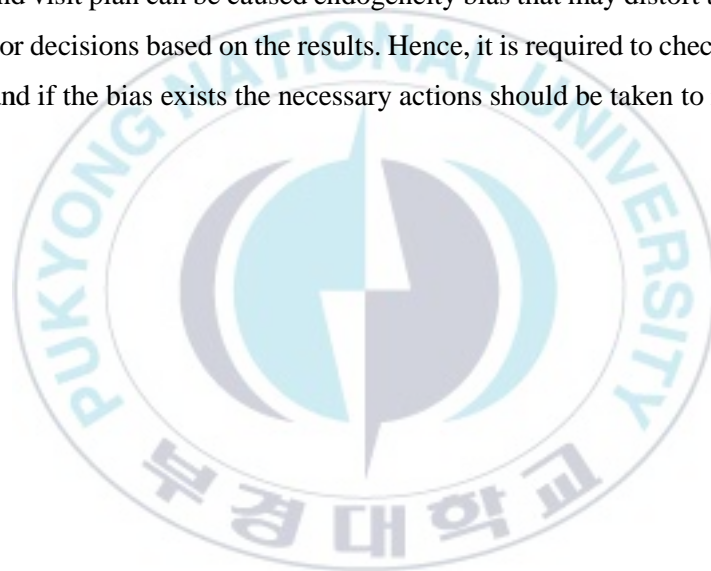 nd visit plan can be caused endogeneity bias that may distort
or decisions based on the results. Hence, it is required to chec
nd if the bias exists the necessary actions should be taken to
PUKYONG NATIONAL UNIVERSITY
부경대학교